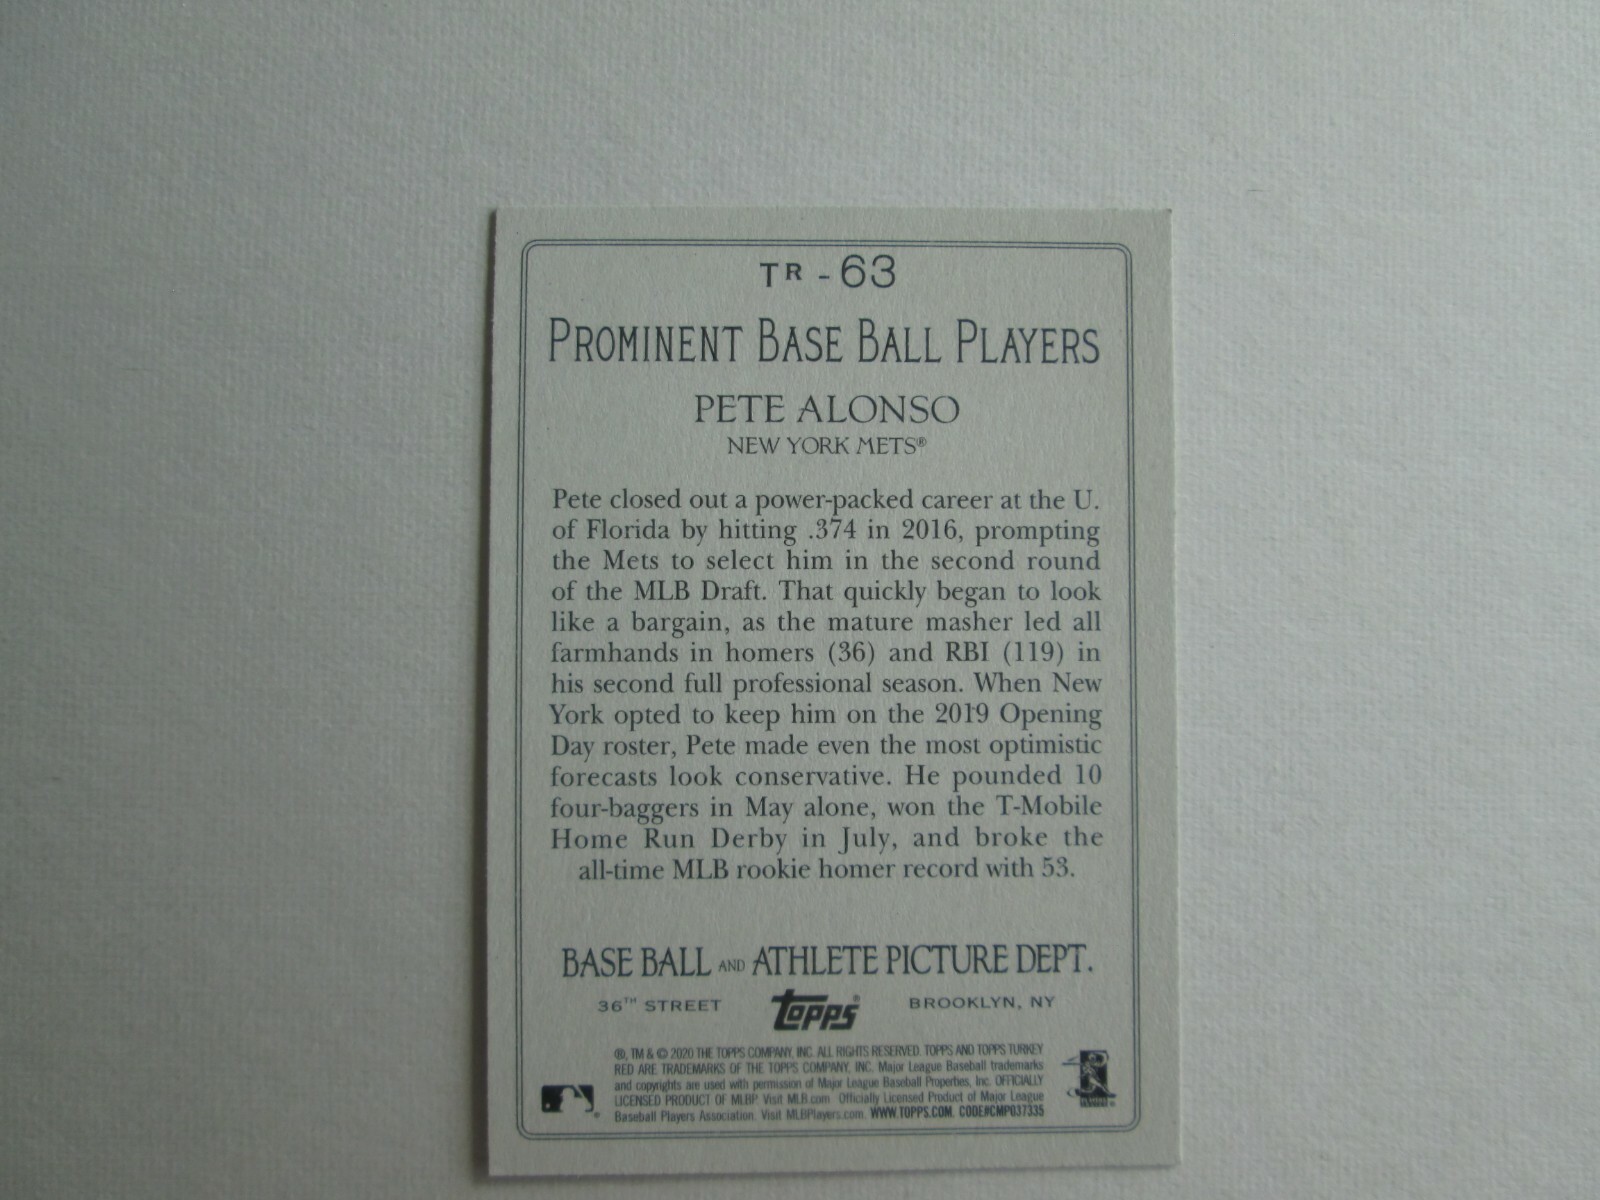 TR - 63
PROMINENT BASE BALL PLAYERS
PETE ALONSO
NEW YORK METS®
Pete closed out a power-packed career at the U.
of Florida by hitting .374 in 2016, prompting
the Mets to select him in the second round
of the MLB Draft. That quickly began to look
like a bargain, as the mature masher led all
farmhands in homers (36) and RBI (119) in
his second full professional season. When New
York opted to keep him on the 2019 Opening
Day roster, Pete made even the most optimistic
forecasts look conservative. He pounded 10
four-baggers in May alone, won the T-Mobile
Home Run Derby in July, and broke the
all-time MLB rookie homer record with 53.
BASE BALL AND ATHLETE PICTURE DEPT.
36TH STREET topps® BROOKLYN, NY
®, TM & © 2020 THE TOPPS COMPANY, INC. ALL RIGHTS RESERVED. TOPPS AND TOPPS TURKEY
RED ARE TRADEMARKS OF THE TOPPS COMPANY, INC. Major League Baseball trademarks
and copyrights are used with permission of Major League Baseball Properties, Inc. OFFICIALLY
LICENSED PRODUCT OF MLBP. Visit MLB.com Officially Licensed Product of Major League
Baseball Players Association. Visit MLBPlayers.com. WWW.TOPPS.COM. CODE#CMP037335